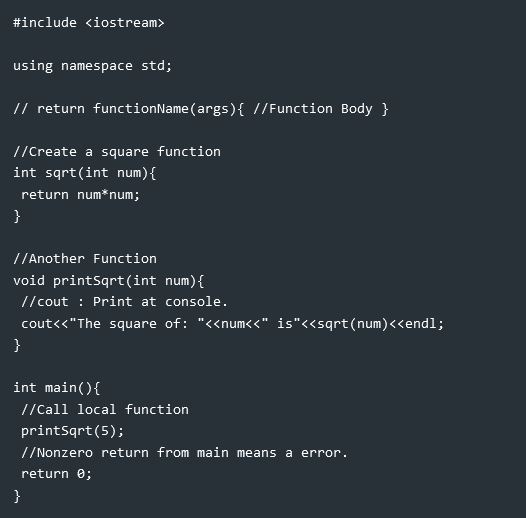 #include <iostream>
using namespace std;
// return functionName(args){ //Function Body }
//Create a square function
int sqrt(int num){
 return num*num;
}
//Another Function
void printSqrt(int num){
 //cout : Print at console.
 cout<<"The square of: "<<num<<" is"<<sqrt(num)<<endl;
}
int main(){
 //Call local function
 printSqrt(5);
 //Nonzero return from main means a error.
 return 0;
}